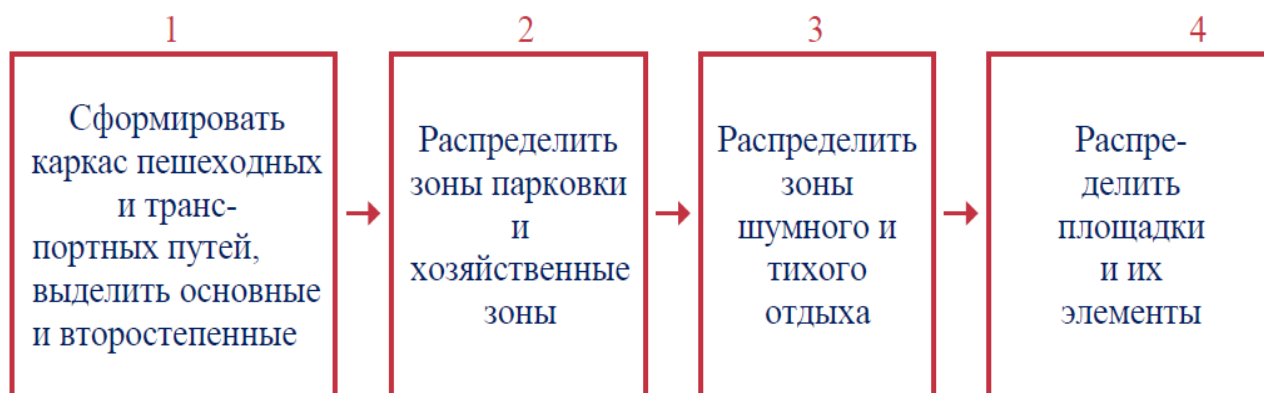 1
Сформировать
каркас пешеходных
и транс-
портных путей,
выделить основные
и второстепенные
2
Распределить
зоны парковки
и
хозяйственные
зоны
3
Распределить
зоны
шумного и
тихого
отдыха
4
Распре-
делить
площадки
и их
элементы